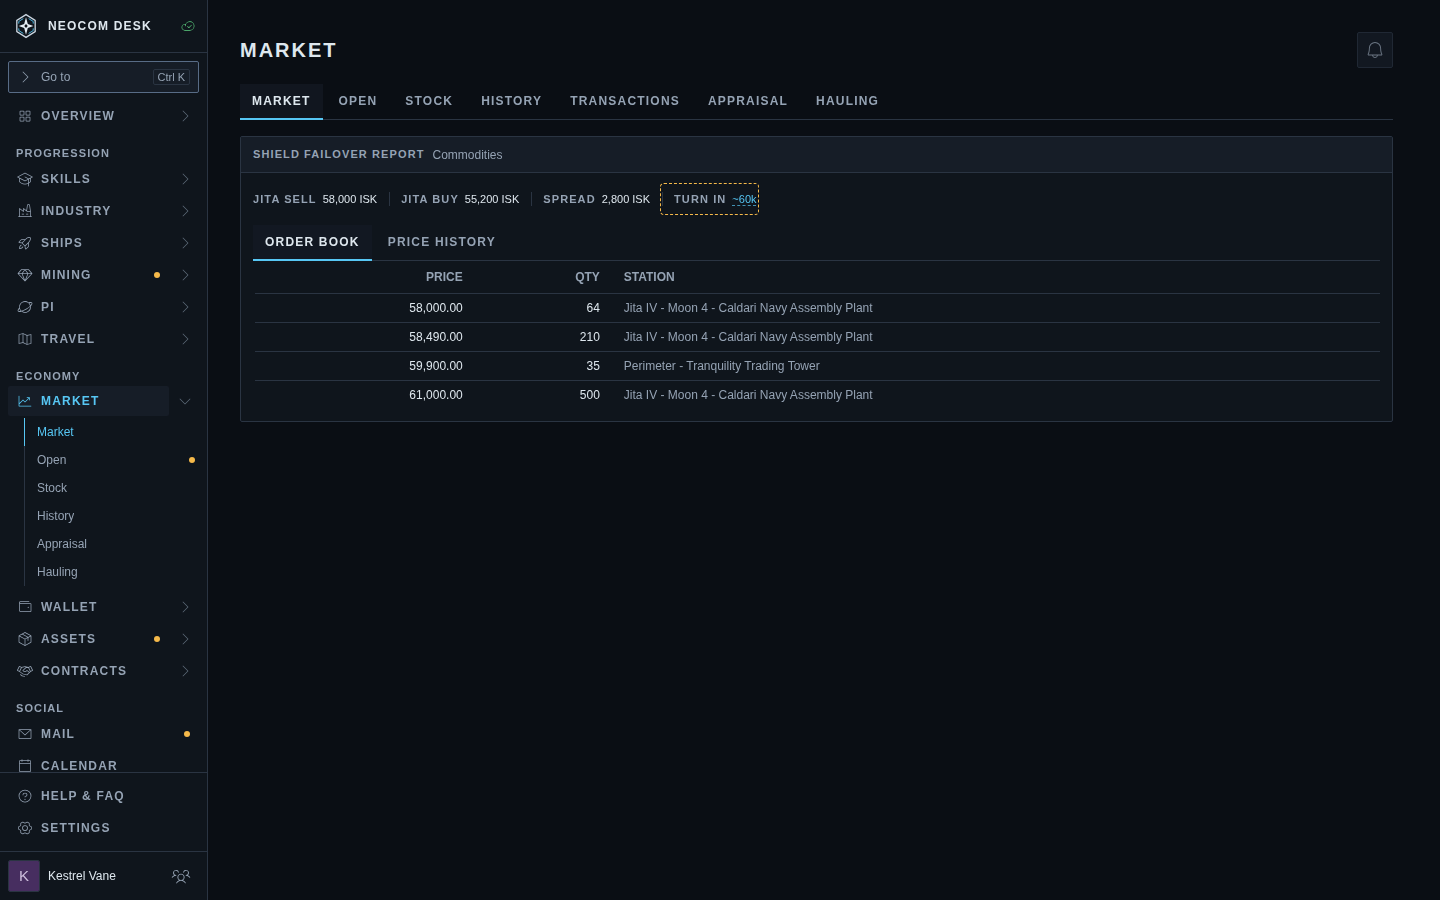 NEOCOM DESK
Go to Ctrl K
OVERVIEW
PROGRESSION
SKILLS
INDUSTRY
SHIPS
MINING
PI
TRAVEL
ECONOMY
MARKET
Market
Open
Stock
History
Appraisal
Hauling
WALLET
ASSETS
CONTRACTS
SOCIAL
MAIL
CALENDAR
HELP & FAQ
SETTINGS
K Kestrel Vane
MARKET
MARKET OPEN STOCK HISTORY TRANSACTIONS APPRAISAL HAULING
SHIELD FAILOVER REPORT Commodities
JITA SELL 58,000 ISK JITA BUY 55,200 ISK SPREAD 2,800 ISK TURN IN ~60k
ORDER BOOK PRICE HISTORY
PRICE QTY STATION
58,000.00 64 Jita IV - Moon 4 - Caldari Navy Assembly Plant
58,490.00 210 Jita IV - Moon 4 - Caldari Navy Assembly Plant
59,900.00 35 Perimeter - Tranquility Trading Tower
61,000.00 500 Jita IV - Moon 4 - Caldari Navy Assembly Plant